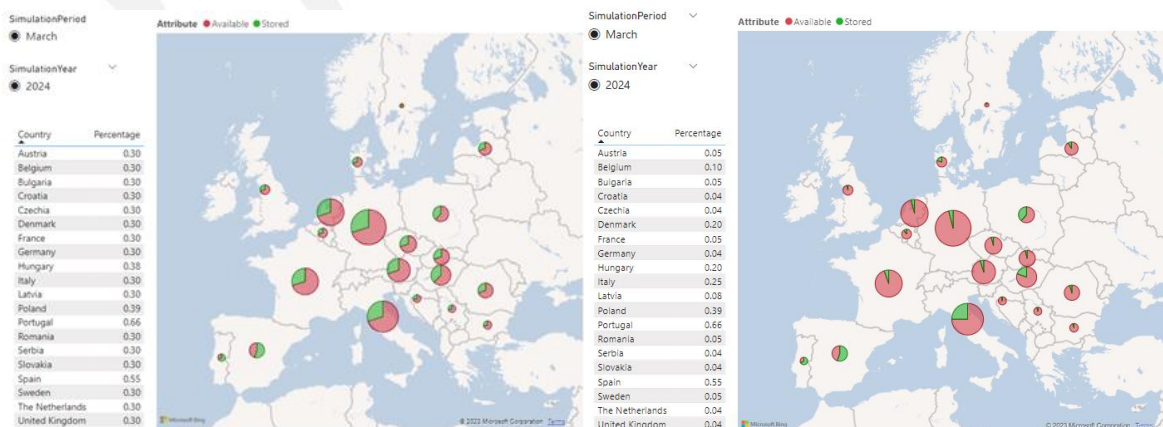 SimulationPeriod
March
SimulationYear
2024
Country Percentage
Austria 0.30
Belgium 0.30
Bulgaria 0.30
Croatia 0.30
Czechia 0.30
Denmark 0.30
France 0.30
Germany 0.30
Hungary 0.38
Italy 0.30
Latvia 0.30
Poland 0.39
Portugal 0.66
Romania 0.30
Serbia 0.30
Slovakia 0.30
Spain 0.55
Sweden 0.30
The Netherlands 0.30
United Kingdom 0.30
Attribute Available Stored
Microsoft Bing
© 2023 Microsoft Corporation Terms
SimulationPeriod
March
SimulationYear
2024
Country Percentage
Austria 0.05
Belgium 0.10
Bulgaria 0.05
Croatia 0.04
Czechia 0.04
Denmark 0.20
France 0.05
Germany 0.04
Hungary 0.20
Italy 0.25
Latvia 0.08
Poland 0.39
Portugal 0.66
Romania 0.05
Serbia 0.04
Slovakia 0.04
Spain 0.55
Sweden 0.05
The Netherlands 0.04
United Kingdom 0.04
Attribute Available Stored
Microsoft Bing
© 2023 Microsoft Corporation Terms